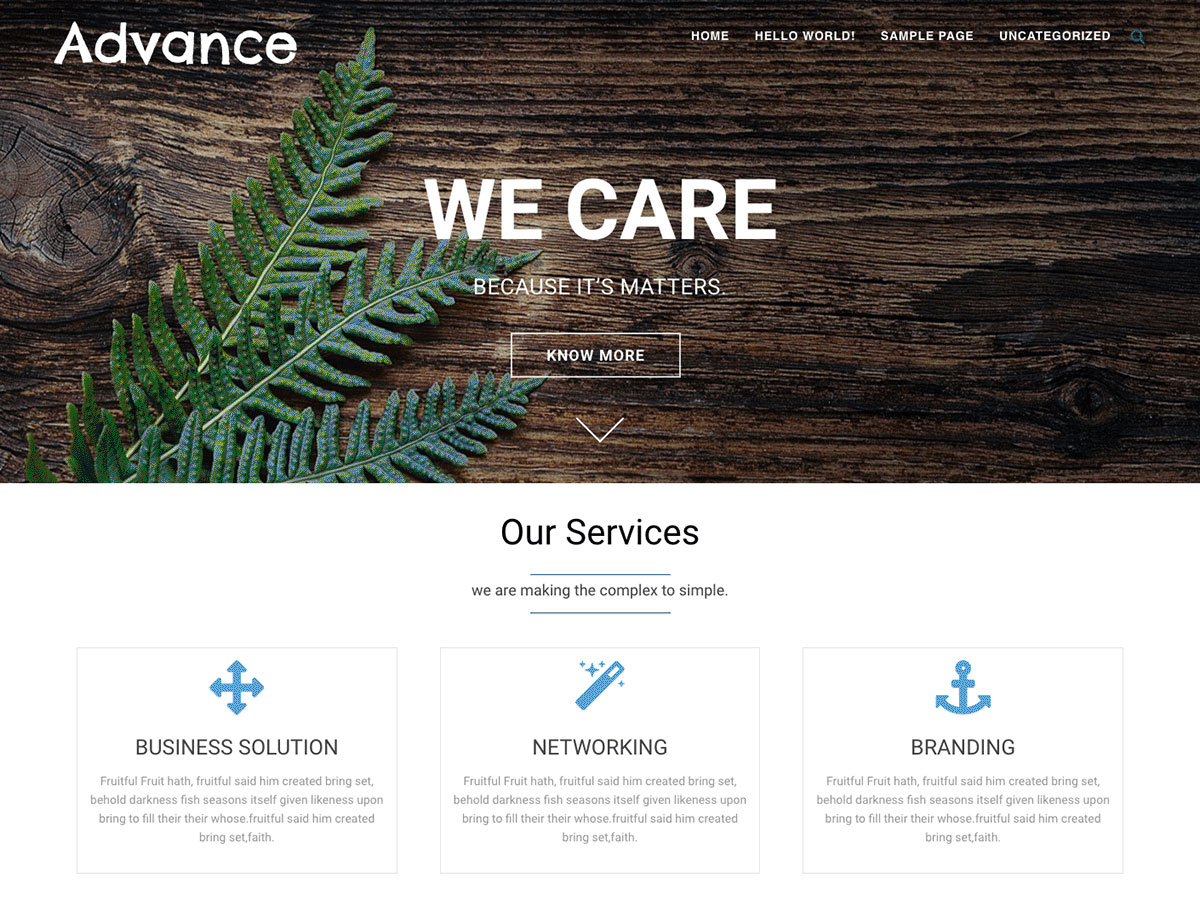 Advance
HOME HELLO WORLD! SAMPLE PAGE UNCATEGORIZED
WE CARE
BECAUSE IT'S MATTERS.
KNOW MORE
Our Services
we are making the complex to simple.
BUSINESS SOLUTION
Fruitful Fruit hath, fruitful said him created bring set,
behold darkness fish seasons itself given likeness upon
bring to fill their their whose.fruitful said him created
bring set,faith.
NETWORKING
Fruitful Fruit hath, fruitful said him created bring set,
behold darkness fish seasons itself given likeness upon
bring to fill their their whose.fruitful said him created
bring set,faith.
BRANDING
Fruitful Fruit hath, fruitful said him created bring set,
behold darkness fish seasons itself given likeness upon
bring to fill their their whose.fruitful said him created
bring set,faith.